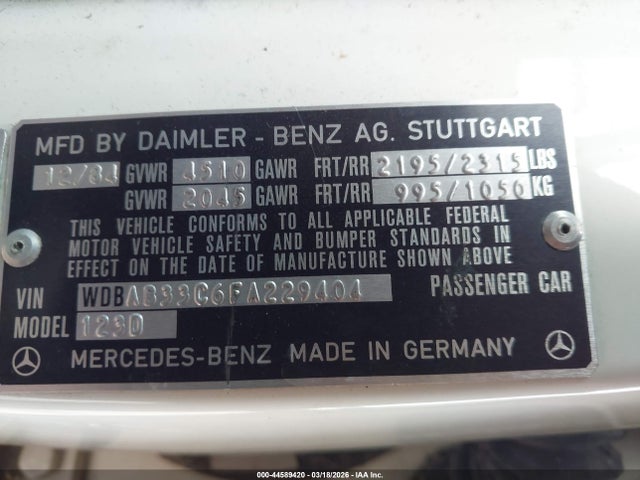 MFD BY DAIMLER - BENZ AG. STUTTGART
12/84 GVWR 4510 GAWR FRT/RR 2195/2315 LBS
GVWR 2045 GAWR FRT/RR 995/1050 KG
THIS VEHICLE CONFORMS TO ALL APPLICABLE FEDERAL
MOTOR VEHICLE SAFETY AND BUMPER STANDARDS IN
EFFECT ON THE DATE OF MANUFACTURE SHOWN ABOVE.
VIN WDBAB33C6FA229404 PASSENGER CAR
MODEL 123D
MERCEDES-BENZ MADE IN GERMANY
000-44589420 | 03/18/2026 - IAA Inc.